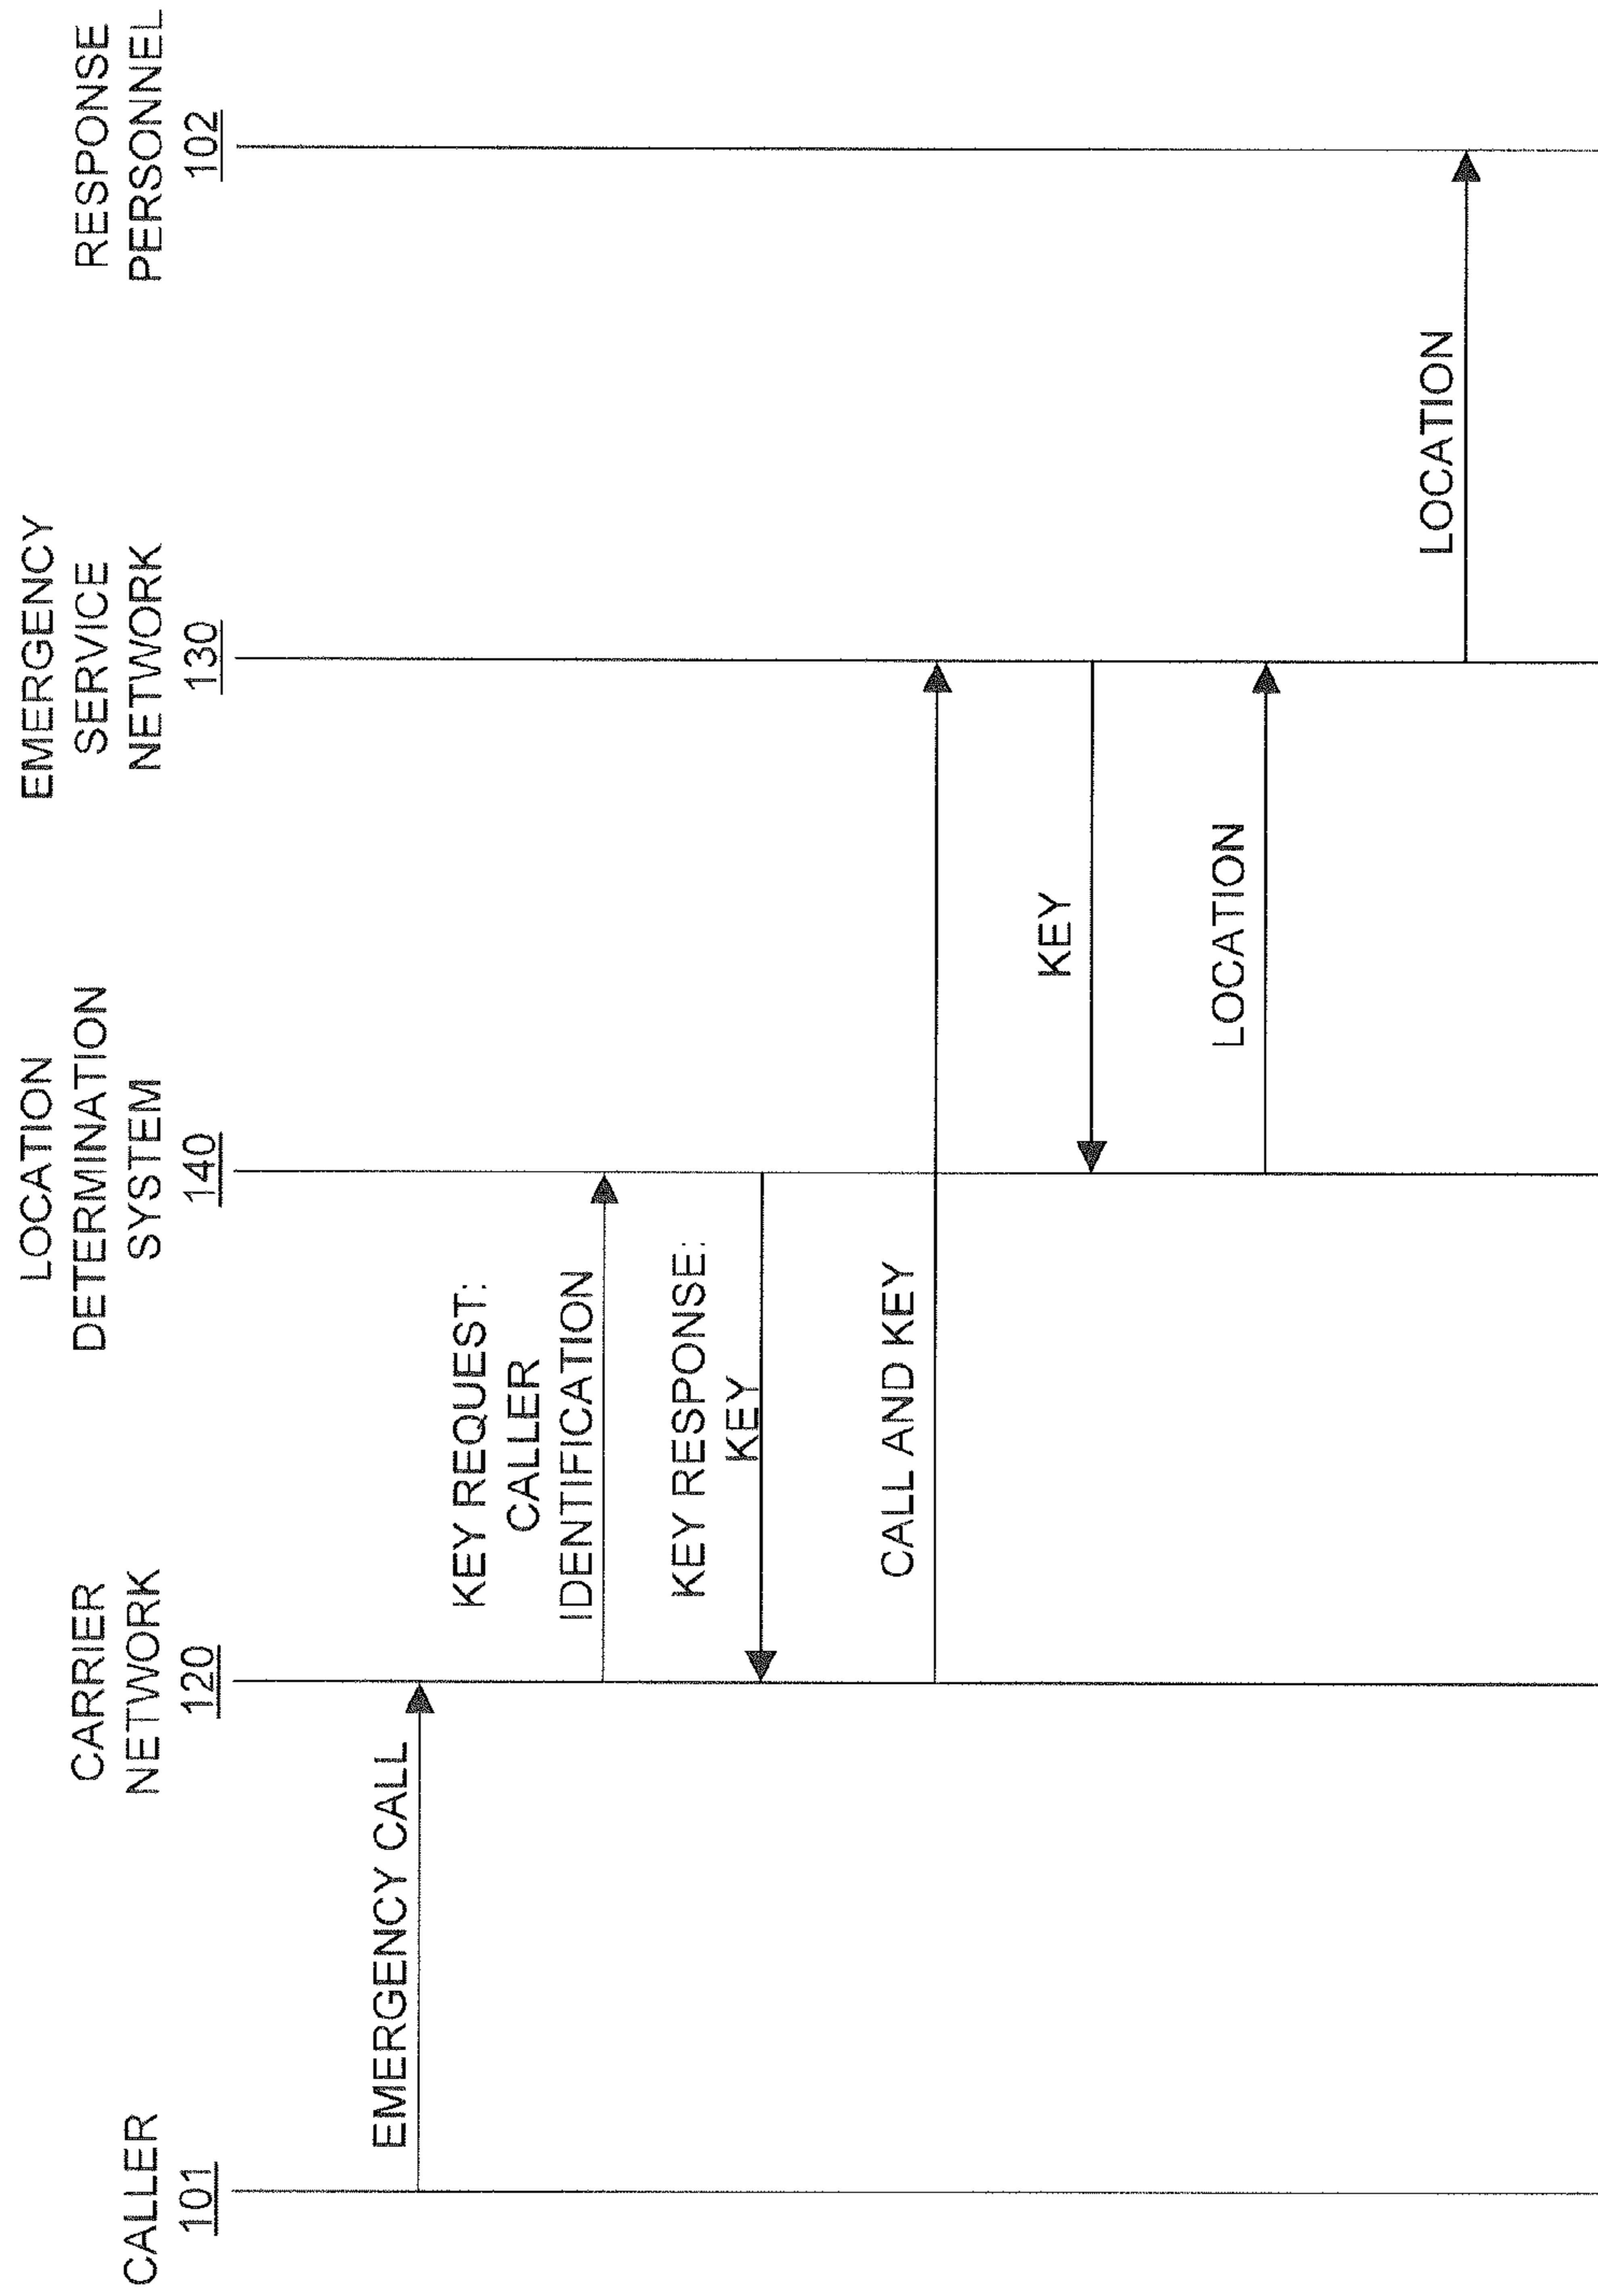 CALLER
101
CARRIER
NETWORK
120
LOCATION
DETERMINATION
SYSTEM
140
EMERGENCY
SERVICE
NETWORK
130
RESPONSE
PERSONNEL
102
EMERGENCY CALL
KEY REQUEST:
CALLER
IDENTIFICATION
KEY RESPONSE:
KEY
CALL AND KEY
KEY
LOCATION
LOCATION